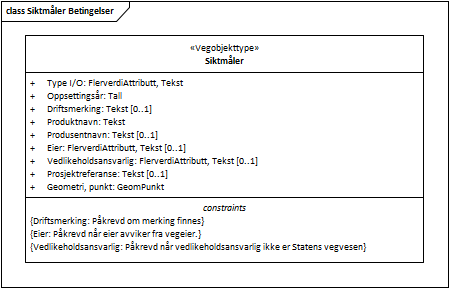 class Siktmåler Betingelser
«Vegobjekttype»
Siktmåler
+ Type I/O: FlerverdiAttributt, Tekst
+ Oppsettingsår: Tall
+ Driftsmerking: Tekst [0..1]
+ Produktnavn: Tekst
+ Produsentnavn: Tekst [0..1]
+ Eier: FlerverdiAttributt, Tekst [0..1]
+ Vedlikeholdsansvarlig: FlerverdiAttributt, Tekst [0..1]
+ Prosjektreferanse: Tekst [0..1]
+ Geometri, punkt: GeomPunkt
constraints
{Driftsmerking: Påkrevd om merking finnes}
{Eier: Påkrevd når eier avviker fra vegeier.}
{Vedlikeholdsansvarlig: Påkrevd når vedlikeholdsansvarlig ikke er Statens vegvesen}